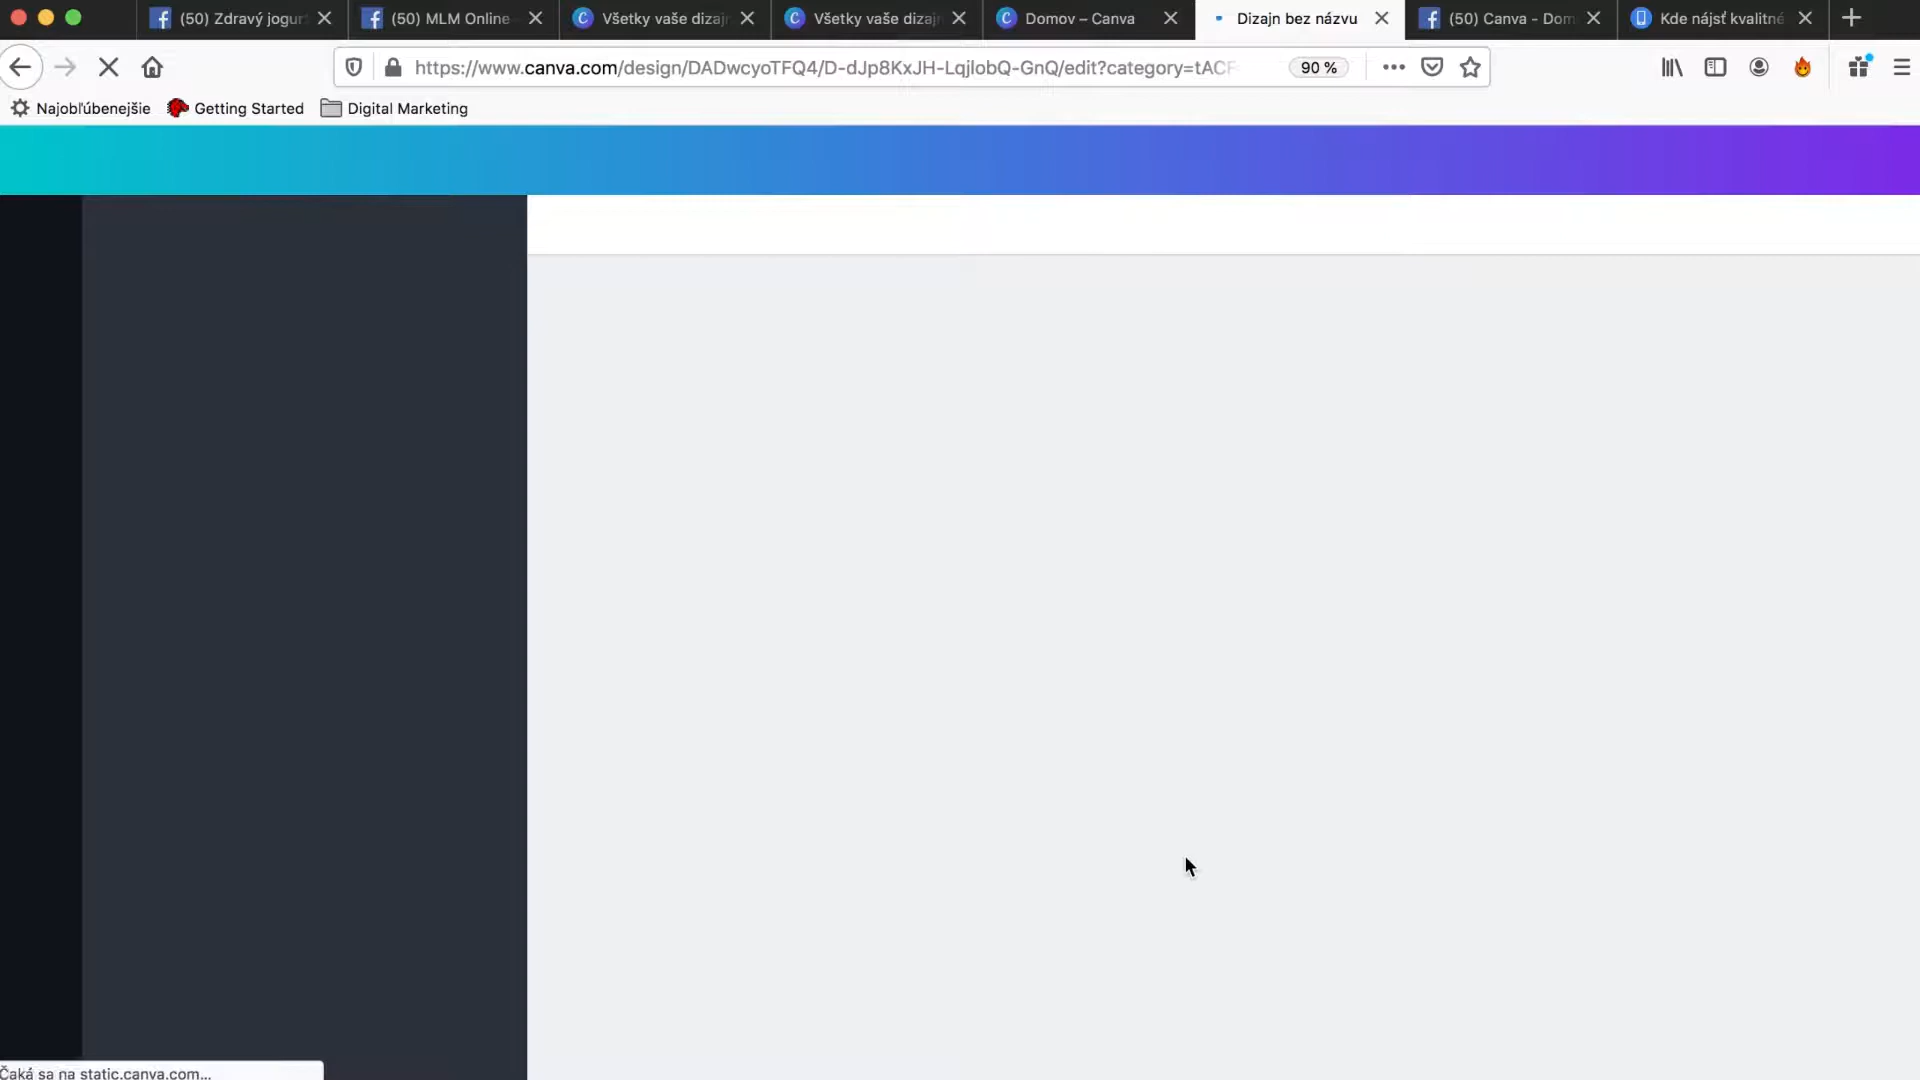 (50) Zdravý jogur
(50) MLM Online
Všetky vaše dizaj
Všetky vaše dizaj
Domov – Canva
Dizajn bez názvu
(50) Canva - Dom
Kde nájsť kvalitné
https://www.canva.com/design/DADwcyoTFQ4/D-dJp8KxJH-LqjlobQ-GnQ/edit?category=tACF
90 %
Najobľúbenejšie
Getting Started
Digital Marketing
Čaká sa na static.canva.com...